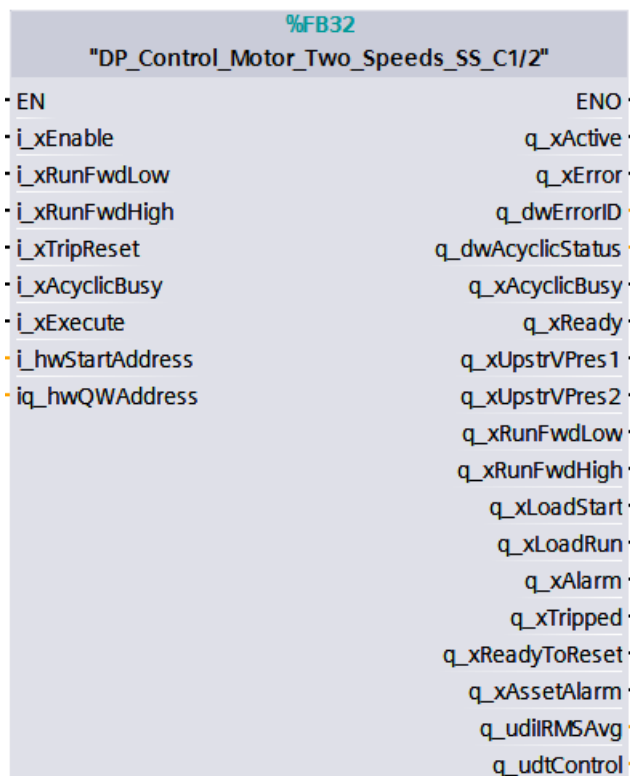 %FB32
"DP_Control_Motor_Two_Speeds_SS_C1/2"
EN ENO
i_xEnable q_xActive
i_xRunFwdLow q_xError
i_xRunFwdHigh q_dwErrorID
i_xTripReset q_dwAcyclicStatus
i_xAcyclicBusy q_xAcyclicBusy
i_xExecute q_xReady
i_hwStartAddress q_xUpstrVPres1
iq_hwQWAddress q_xUpstrVPres2
q_xRunFwdLow
q_xRunFwdHigh
q_xLoadStart
q_xLoadRun
q_xAlarm
q_xTripped
q_xReadyToReset
q_xAssetAlarm
q_udiIRMSAvg
q_udtControl